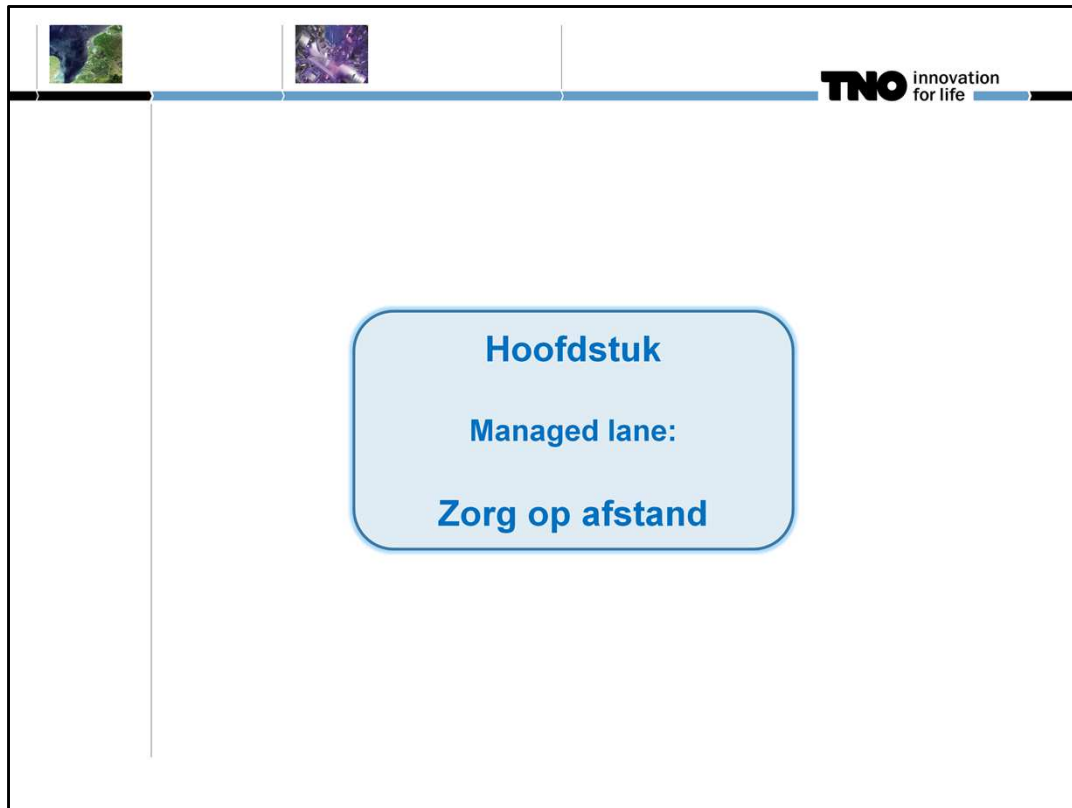 TNO innovation
for life
Hoofdstuk
Managed lane:
Zorg op afstand